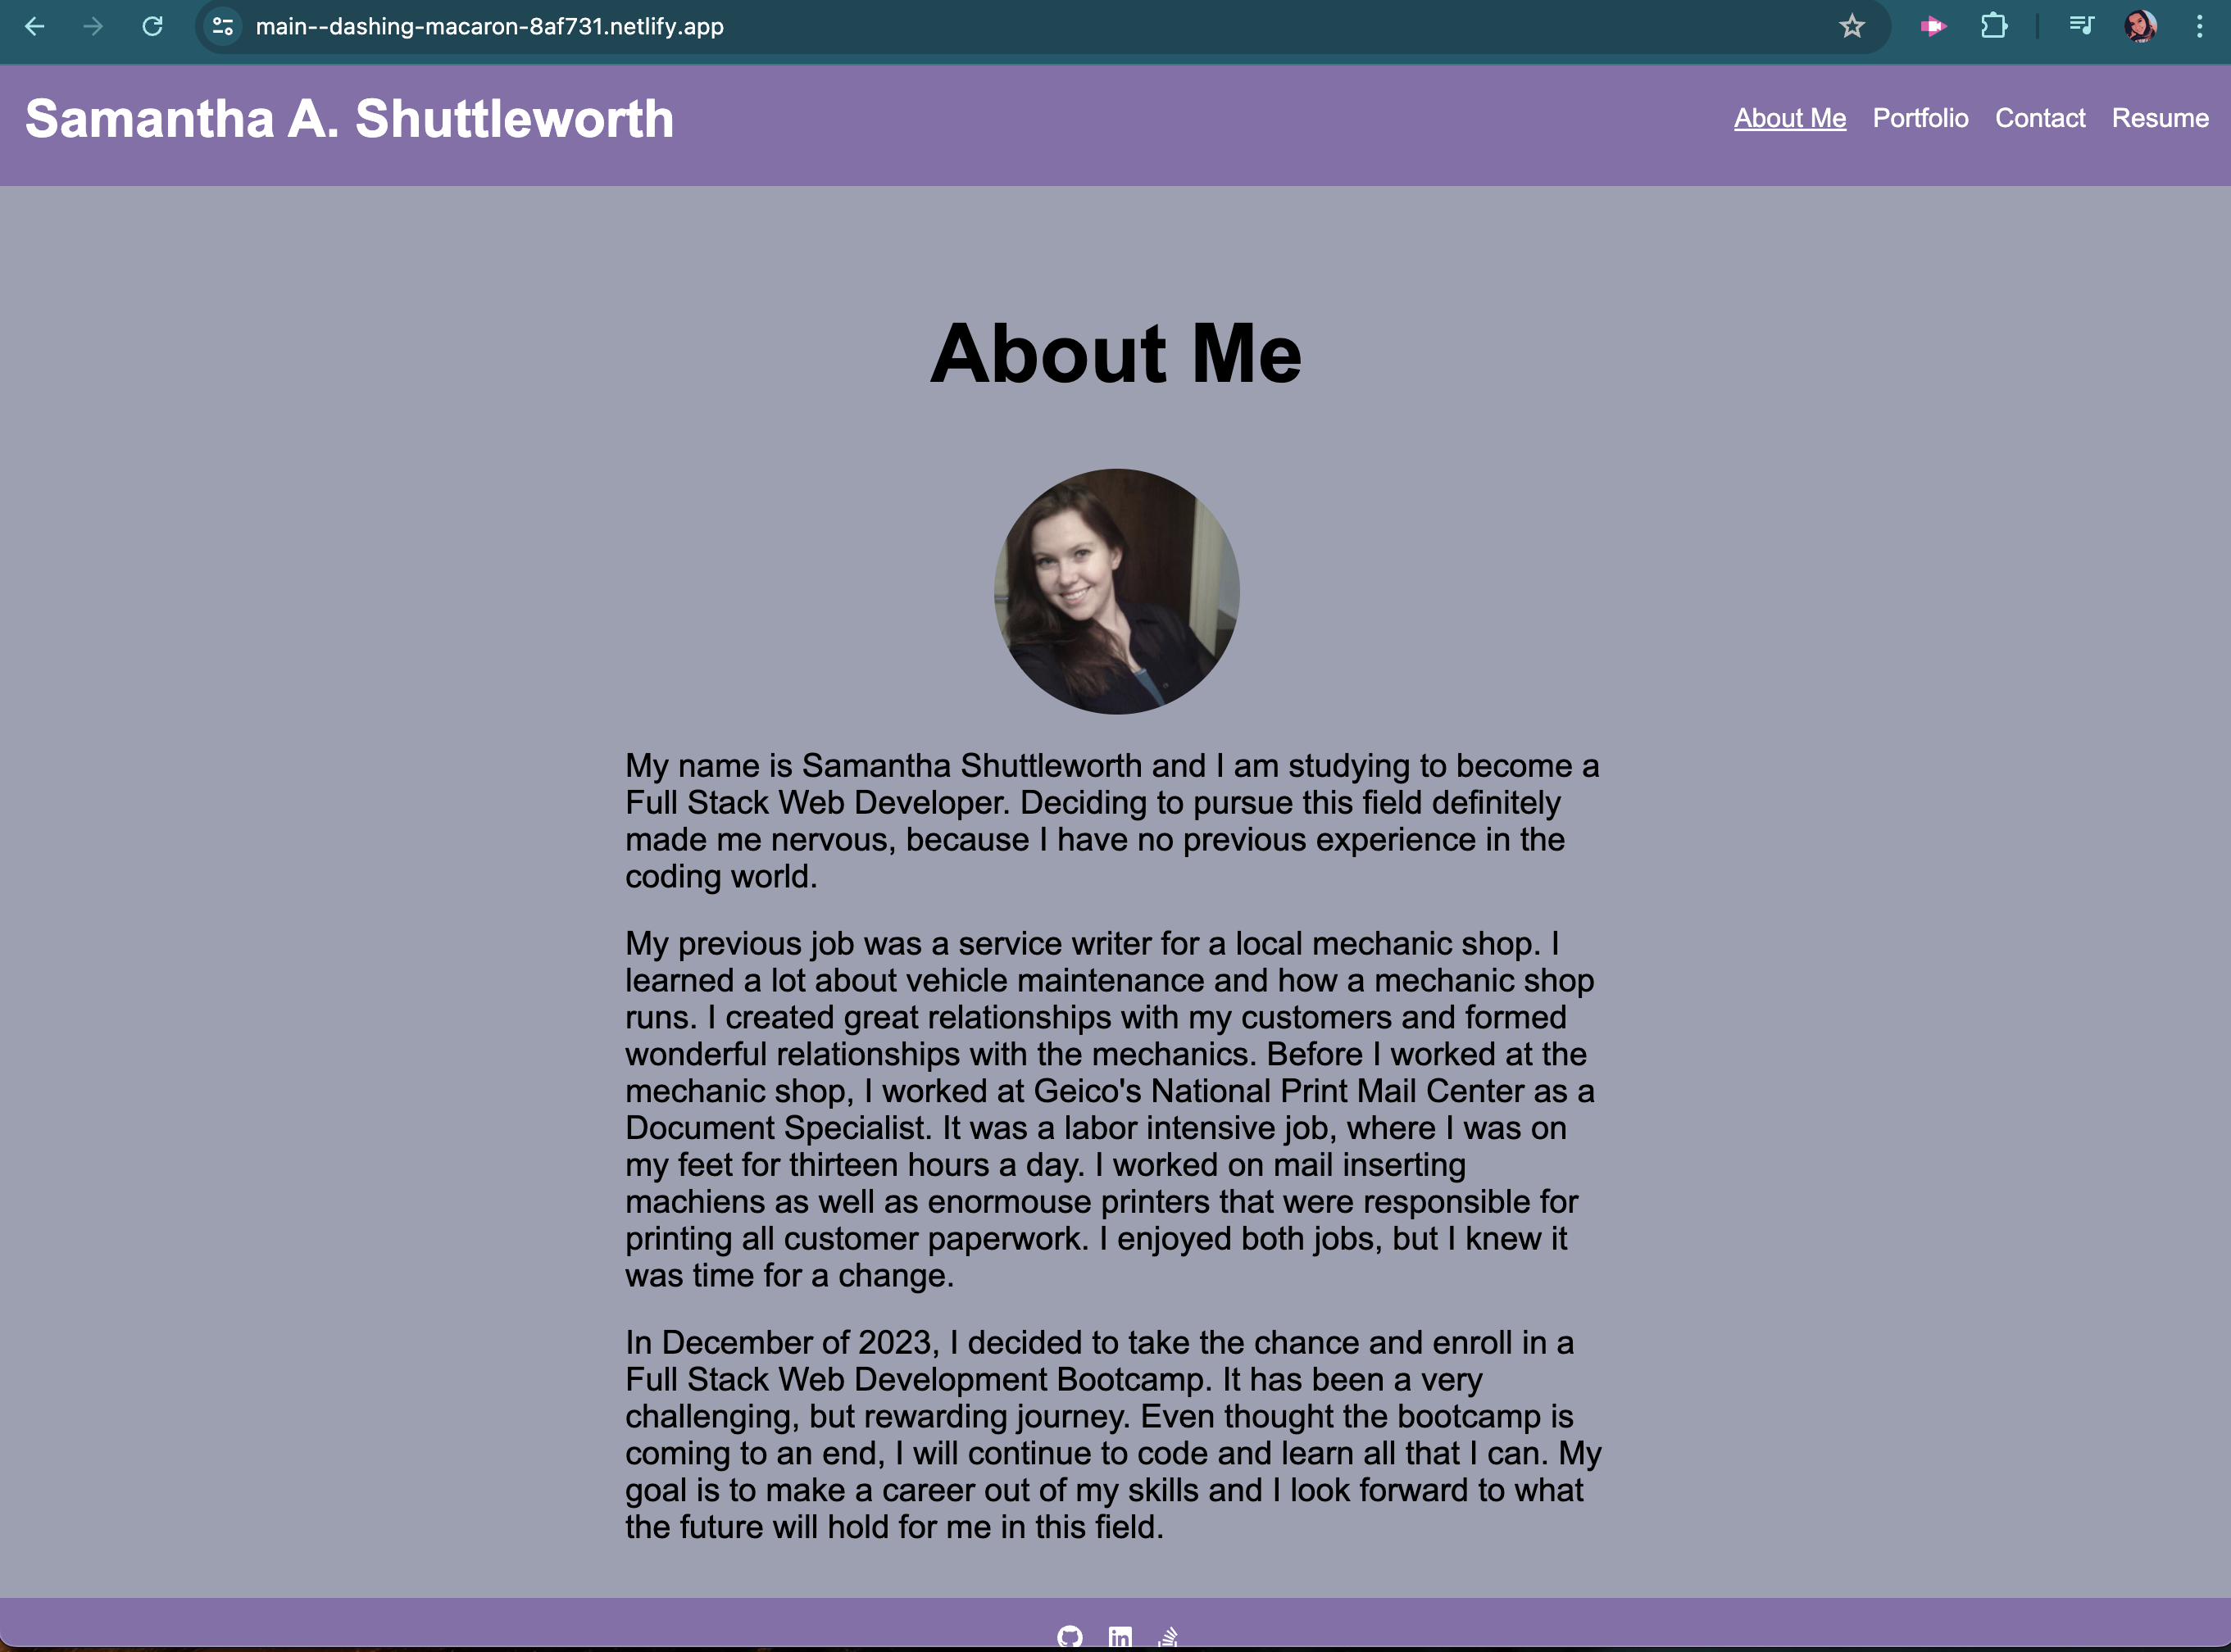 main--dashing-macaron-8af731.netlify.app
Samantha A. Shuttleworth
About Me Portfolio Contact Resume
About Me
My name is Samantha Shuttleworth and I am studying to become a
Full Stack Web Developer. Deciding to pursue this field definitely
made me nervous, because I have no previous experience in the
coding world.
My previous job was a service writer for a local mechanic shop. I
learned a lot about vehicle maintenance and how a mechanic shop
runs. I created great relationships with my customers and formed
wonderful relationships with the mechanics. Before I worked at the
mechanic shop, I worked at Geico's National Print Mail Center as a
Document Specialist. It was a labor intensive job, where I was on
my feet for thirteen hours a day. I worked on mail inserting
machiens as well as enormouse printers that were responsible for
printing all customer paperwork. I enjoyed both jobs, but I knew it
was time for a change.
In December of 2023, I decided to take the chance and enroll in a
Full Stack Web Development Bootcamp. It has been a very
challenging, but rewarding journey. Even thought the bootcamp is
coming to an end, I will continue to code and learn all that I can. My
goal is to make a career out of my skills and I look forward to what
the future will hold for me in this field.
in